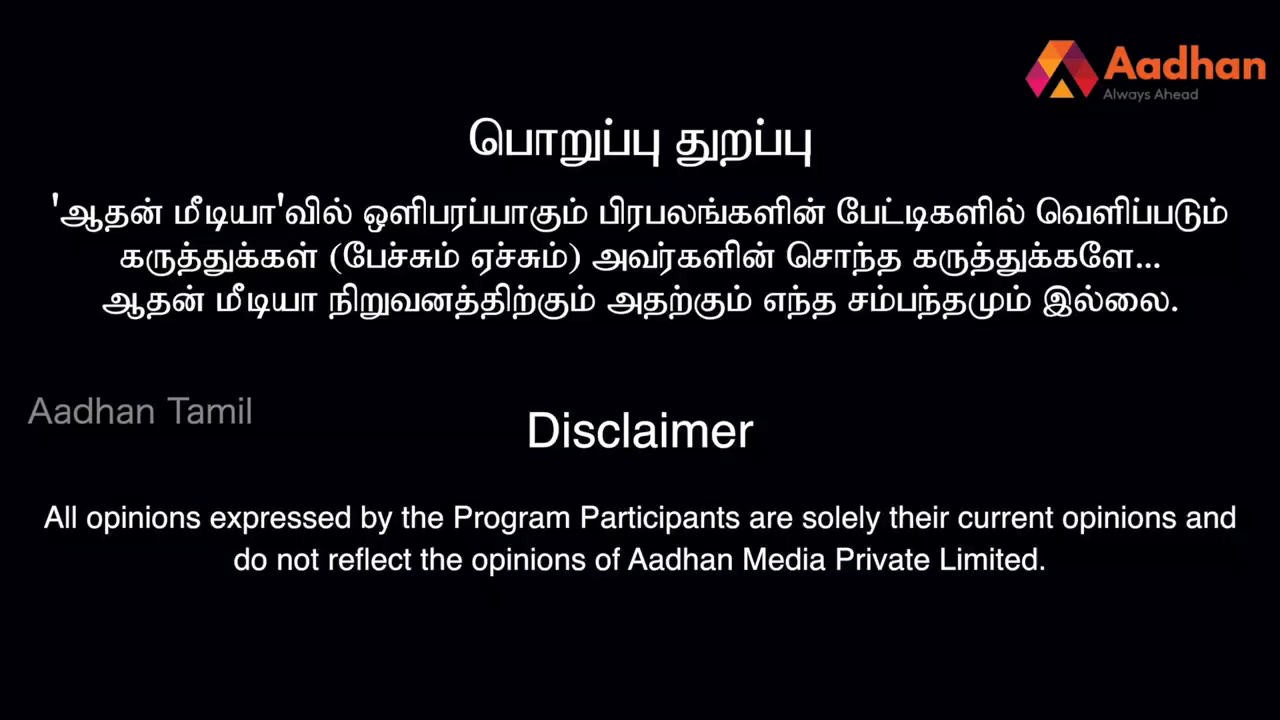 Aadhan
Always Ahead
பொறுப்பு துறப்பு
'ஆதன் மீடியா'வில் ஒளிபரப்பாகும் பிரபலங்களின் பேட்டிகளில் வெளிப்படும்
கருத்துக்கள் (பேச்சும் ஏச்சும்) அவர்களின் சொந்த கருத்துக்களே...
ஆதன் மீடியா நிறுவனத்திற்கும் அதற்கும் எந்த சம்பந்தமும் இல்லை.
Aadhan Tamil
Disclaimer
All opinions expressed by the Program Participants are solely their current opinions and
do not reflect the opinions of Aadhan Media Private Limited.